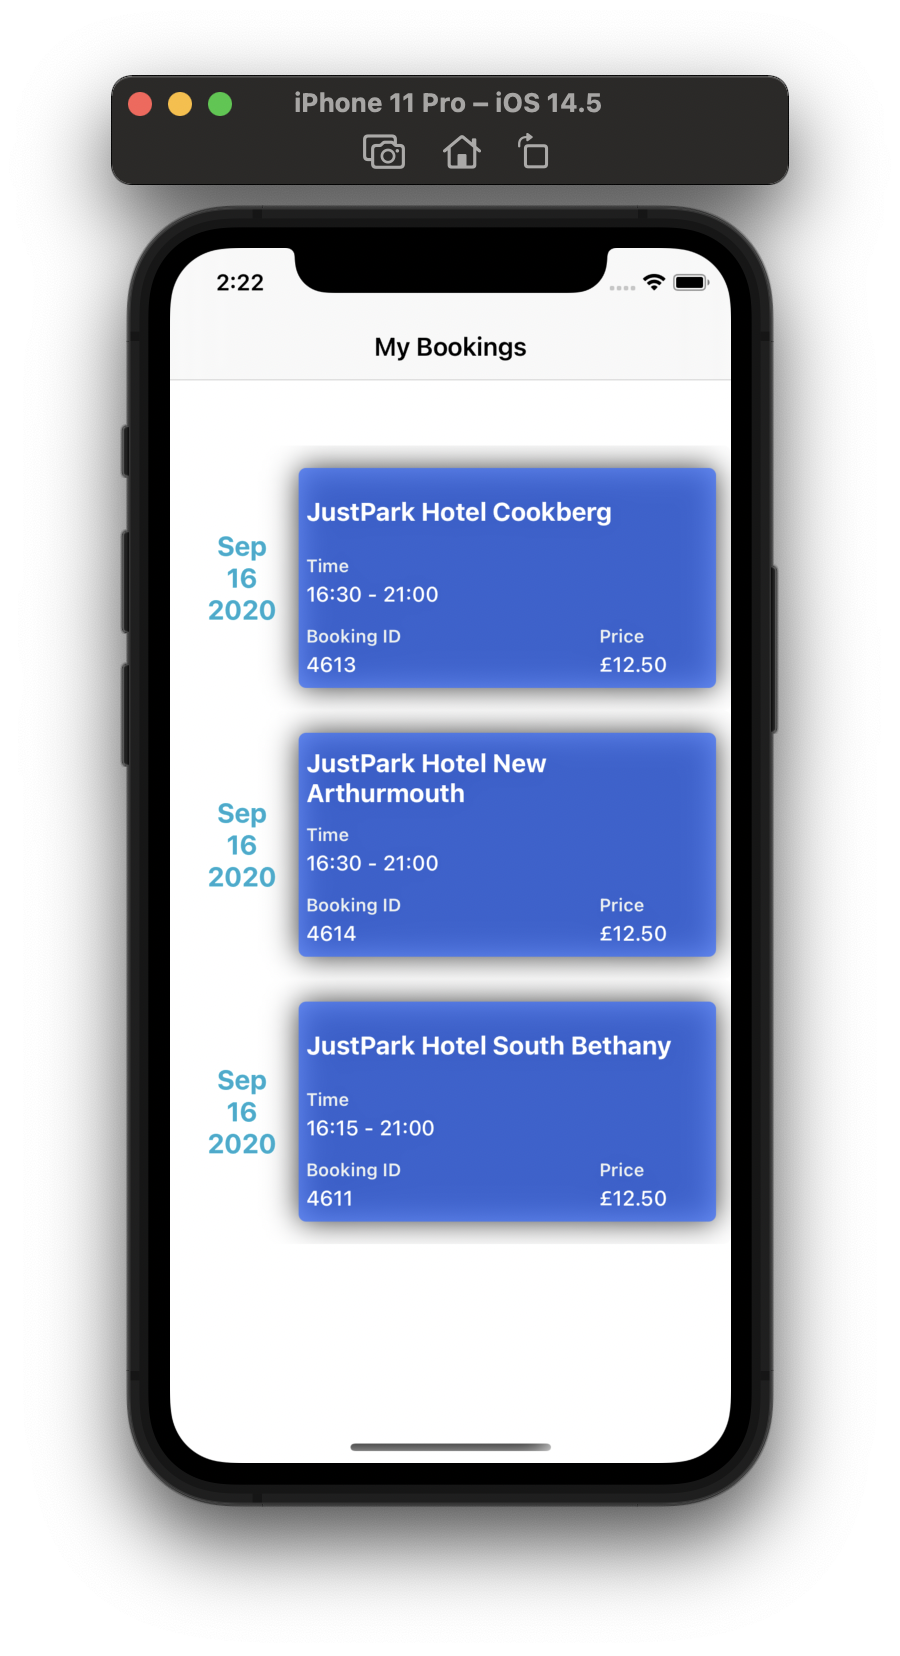 iPhone 11 Pro – iOS 14.5
2:22
My Bookings
Sep
16
2020
JustPark Hotel Cookberg
Time
16:30 - 21:00
Booking ID Price
4613 £12.50
Sep
16
2020
JustPark Hotel New
Arthurmouth
Time
16:30 - 21:00
Booking ID Price
4614 £12.50
Sep
16
2020
JustPark Hotel South Bethany
Time
16:15 - 21:00
Booking ID Price
4611 £12.50